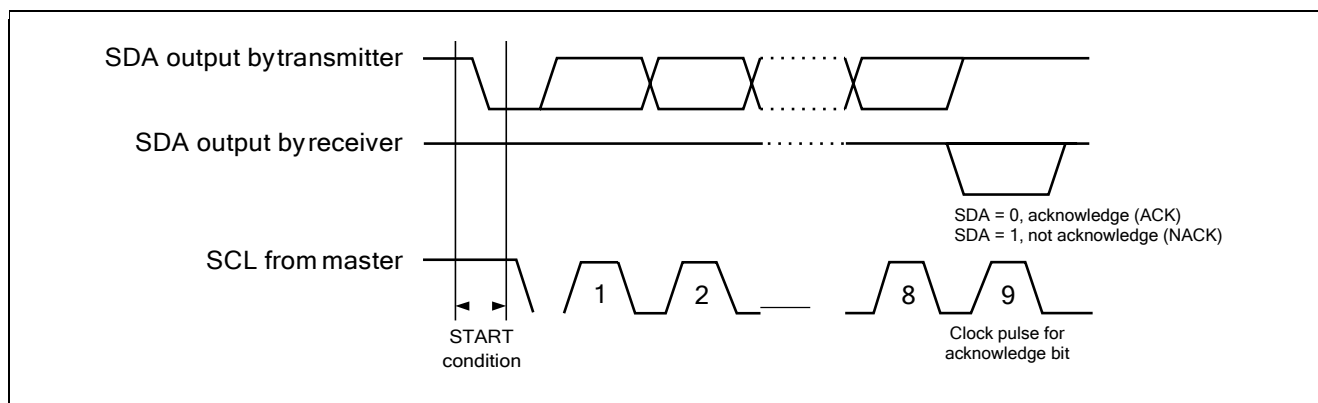 SDA output by transmitter
SDA output by receiver
SDA = 0, acknowledge (ACK)
SDA = 1, not acknowledge (NACK)
SCL from master
1 2 8 9
START
condition
Clock pulse for
acknowledge bit